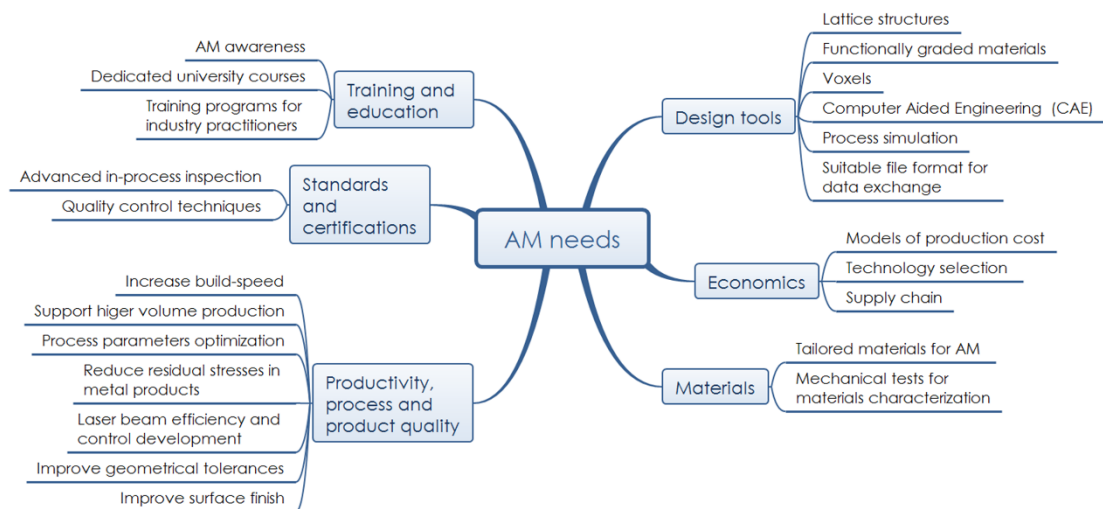 AM needs
Training and
education
AM awareness
Dedicated university courses
Training programs for
industry practitioners
Standards
and
certifications
Advanced in-process inspection
Quality control techniques
Productivity,
process and
product quality
Increase build-speed
Support higer volume production
Process parameters optimization
Reduce residual stresses in
metal products
Laser beam efficiency and
control development
Improve geometrical tolerances
Improve surface finish
Design tools
Lattice structures
Functionally graded materials
Voxels
Computer Aided Engineering (CAE)
Process simulation
Suitable file format for
data exchange
Economics
Models of production cost
Technology selection
Supply chain
Materials
Tailored materials for AM
Mechanical tests for
materials characterization